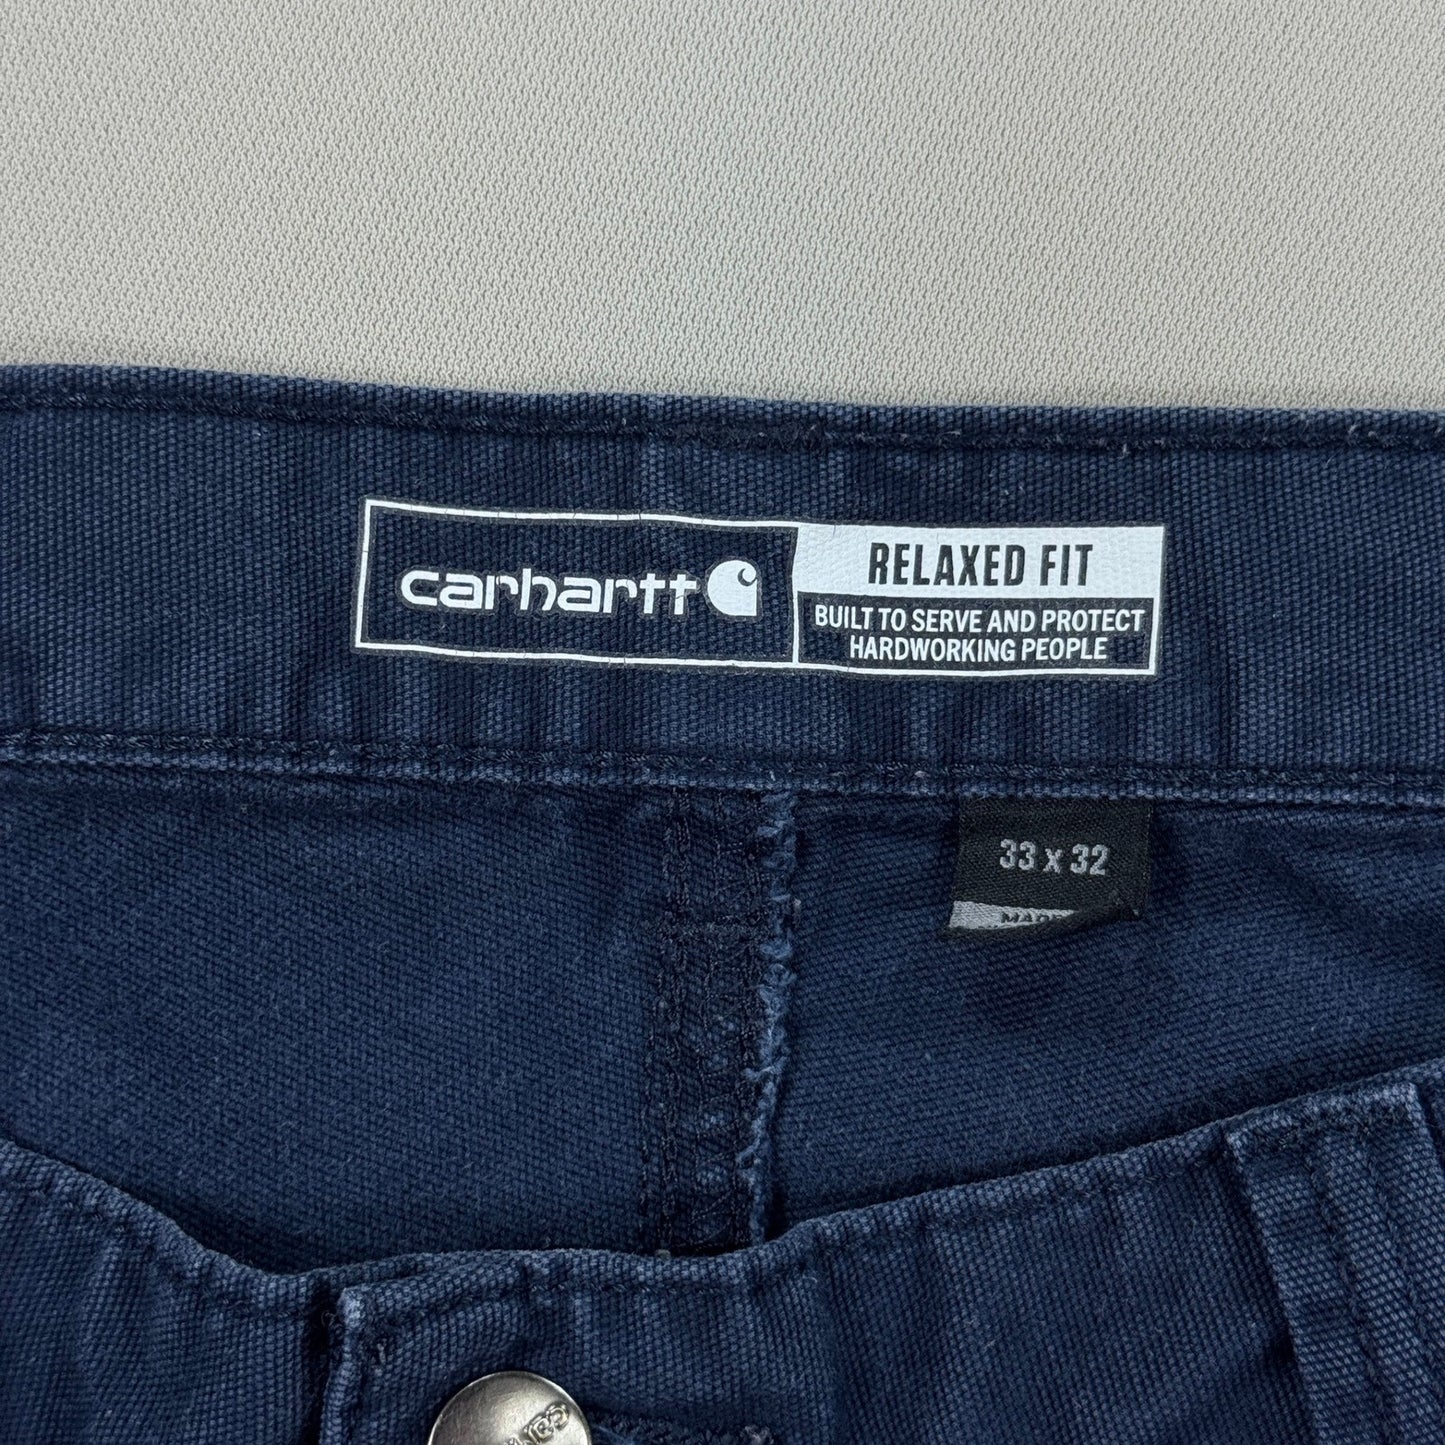 carhartt
RELAXED FIT
BUILT TO SERVE AND PROTECT
HARDWORKING PEOPLE
33 x 32